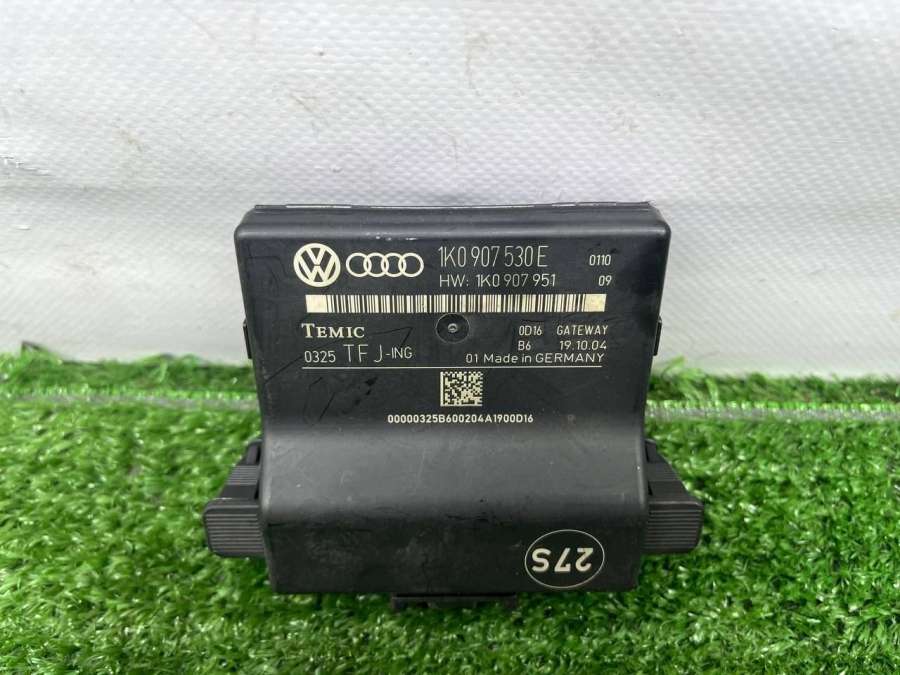 1K0 907 530 E 0110
HW: 1K0 907 951 09
TEMIC 0D16 GATEWAY
B6 19.10.04
0325 TFJ-ING 01 Made in GERMANY
00000325B600204A1900D16
27S